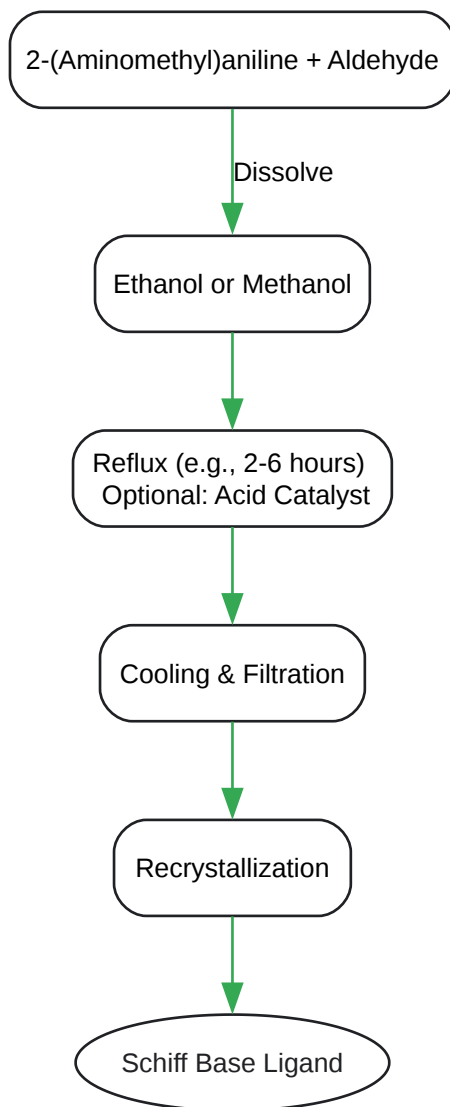 2-(Aminomethyl)aniline + Aldehyde
Dissolve
Ethanol or Methanol
Reflux (e.g., 2-6 hours)
Optional: Acid Catalyst
Cooling & Filtration
Recrystallization
Schiff Base Ligand